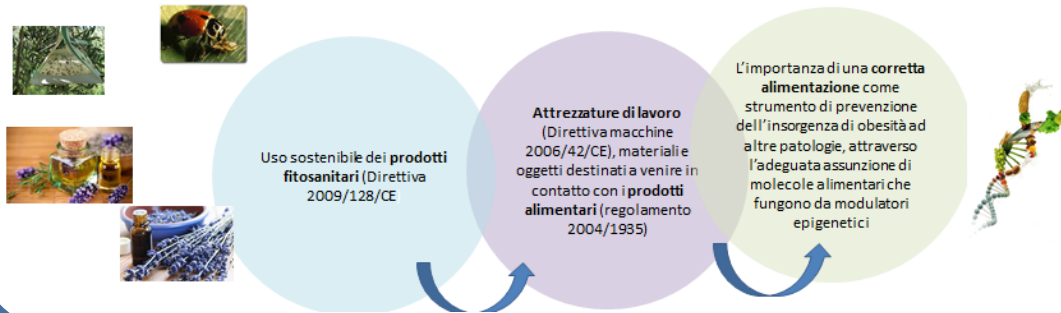 Uso sostenibile dei prodotti
fitosanitari (Direttiva
2009/128/CE
Attrezzature di lavoro
(Direttiva macchine
2006/42/CE), materiali e
oggetti destinati a venire in
contatto con i prodotti
alimentari (regolamento
2004/1935)
L'importanza di una corretta
alimentazione come
strumento di prevenzione
dell'insorgenza di obesità ad
altre patologie, attraverso
l'adeguata assunzione di
molecole alimentari che
fungono da modulatori
epigenetici